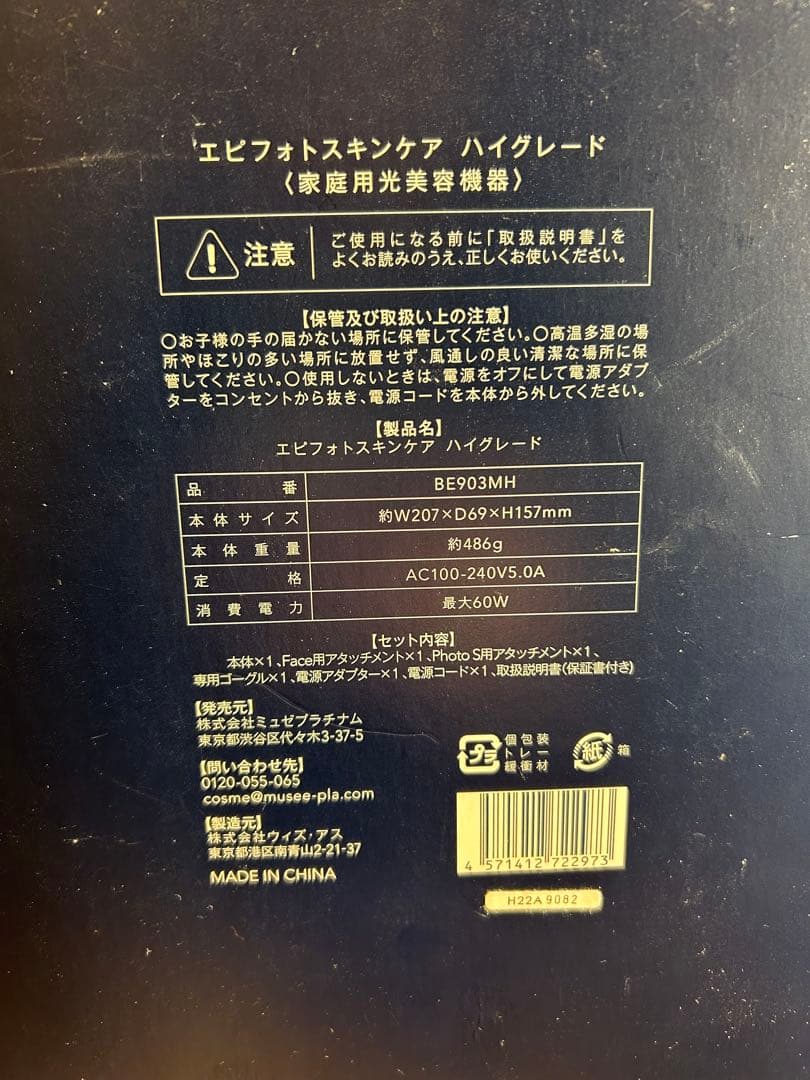 エピフォトスキンケア ハイグレード
〈家庭用光美容機器〉
注意
ご使用になる前に「取扱説明書」を
よくお読みのうえ、正しくお使いください。
【保管及び取扱い上の注意】
〇お子様の手の届かない場所に保管してください。〇高温多湿の場
所やほこりの多い場所に放置せず、風通しの良い清潔な場所に保
管してください。〇使用しないときは、電源をオフにして電源アダプ
ターをコンセントから抜き、電源コードを本体から外してください。
【製品名】
エピフォトスキンケア ハイグレード
品番 BE903MH
本体サイズ 約W207×D69×H157mm
本体重量 約486g
定格 AC100-240V5.0A
消費電力 最大60W
【セット内容】
本体×1、Face用アタッチメント×1、Photo S用アタッチメント×1、
専用ゴーグル×1、電源アダプター×1、電源コード×1、取扱説明書(保証書付き)
【発売元】
株式会社ミュゼプラチナム
東京都渋谷区代々木3-37-5
【問い合わせ先】
0120-055-065
cosme@musee-pla.com
【製造元】
株式会社ウィズ・アス
東京都港区南青山2-21-37
MADE IN CHINA
プラ
個包装
トレー
緩衝材
紙
箱
4 571412 722973
H22A9082